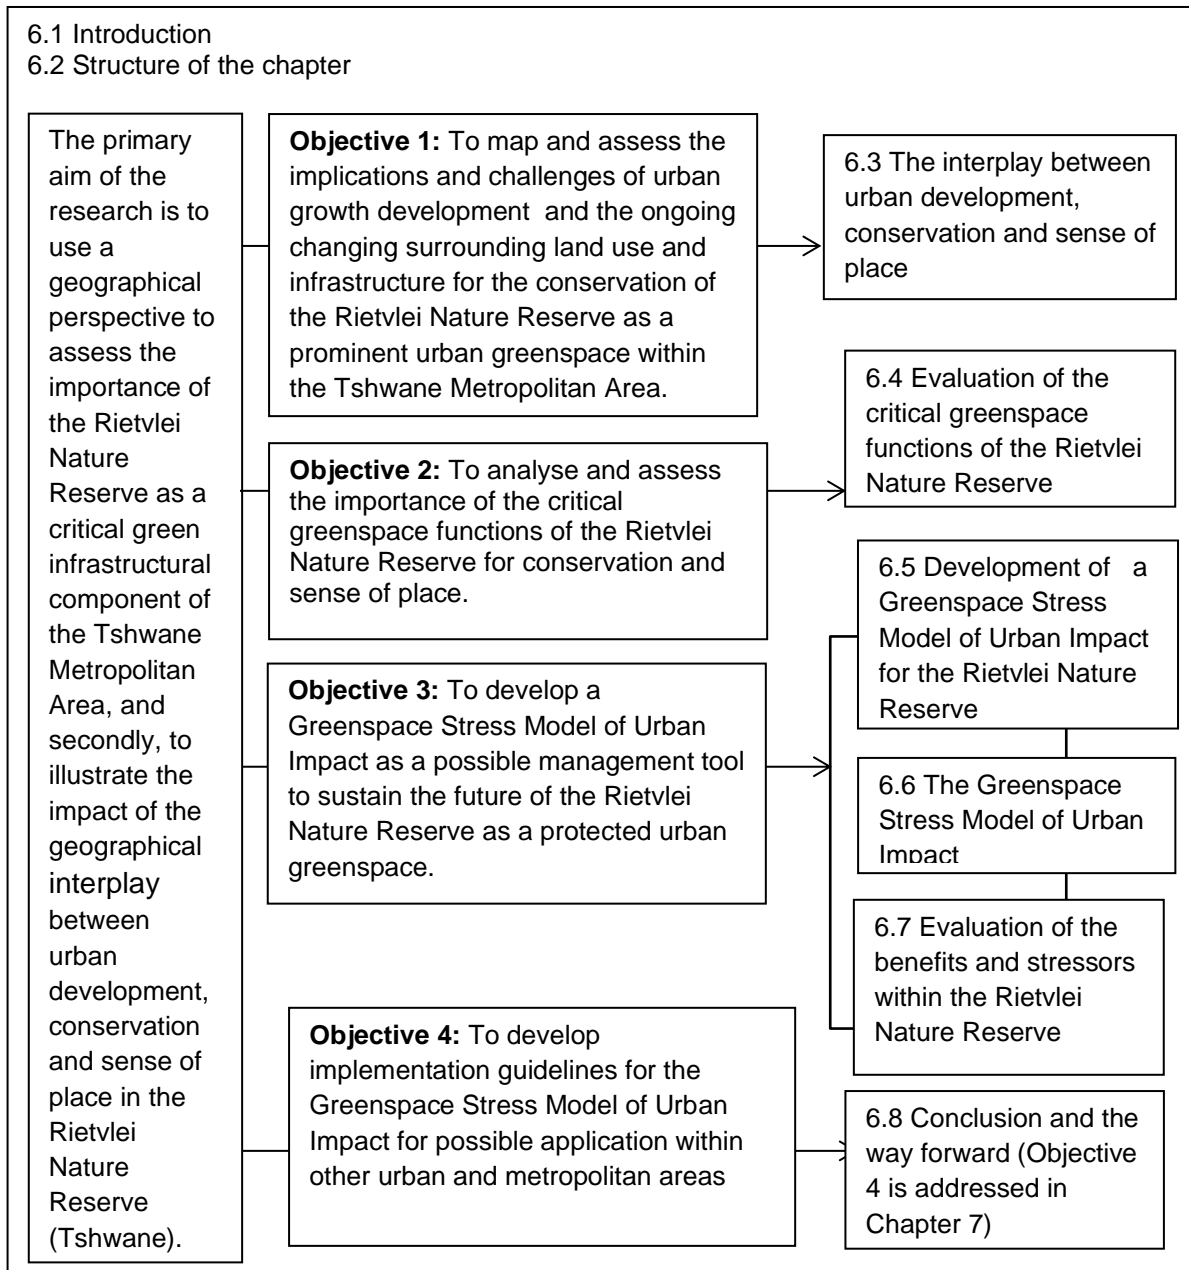 6.1 Introduction
6.2 Structure of the chapter
The primary
aim of the
research is to
use a
geographical
perspective to
assess the
importance of
the Rietvlei
Nature
Reserve as a
critical green
infrastructural
component of
the Tshwane
Metropolitan
Area, and
secondly, to
illustrate the
impact of the
geographical
interplay
between
urban
development,
conservation
and sense of
place in the
Rietvlei
Nature
Reserve
(Tshwane).
Objective 1: To map and assess the
implications and challenges of urban
growth development and the ongoing
changing surrounding land use and
infrastructure for the conservation of
the Rietvlei Nature Reserve as a
prominent urban greenspace within
the Tshwane Metropolitan Area.
6.3 The interplay between
urban development,
conservation and sense of
place
Objective 2: To analyse and assess
the importance of the critical
greenspace functions of the Rietvlei
Nature Reserve for conservation and
sense of place.
6.4 Evaluation of the
critical greenspace
functions of the Rietvlei
Nature Reserve
Objective 3: To develop a
Greenspace Stress Model of Urban
Impact as a possible management tool
to sustain the future of the Rietvlei
Nature Reserve as a protected urban
greenspace.
6.5 Development of a
Greenspace Stress
Model of Urban Impact
for the Rietvlei Nature
Reserve
6.6 The Greenspace
Stress Model of Urban
Impact
6.7 Evaluation of the
benefits and stressors
within the Rietvlei
Nature Reserve
Objective 4: To develop
implementation guidelines for the
Greenspace Stress Model of Urban
Impact for possible application within
other urban and metropolitan areas
6.8 Conclusion and the
way forward (Objective
4 is addressed in
Chapter 7)